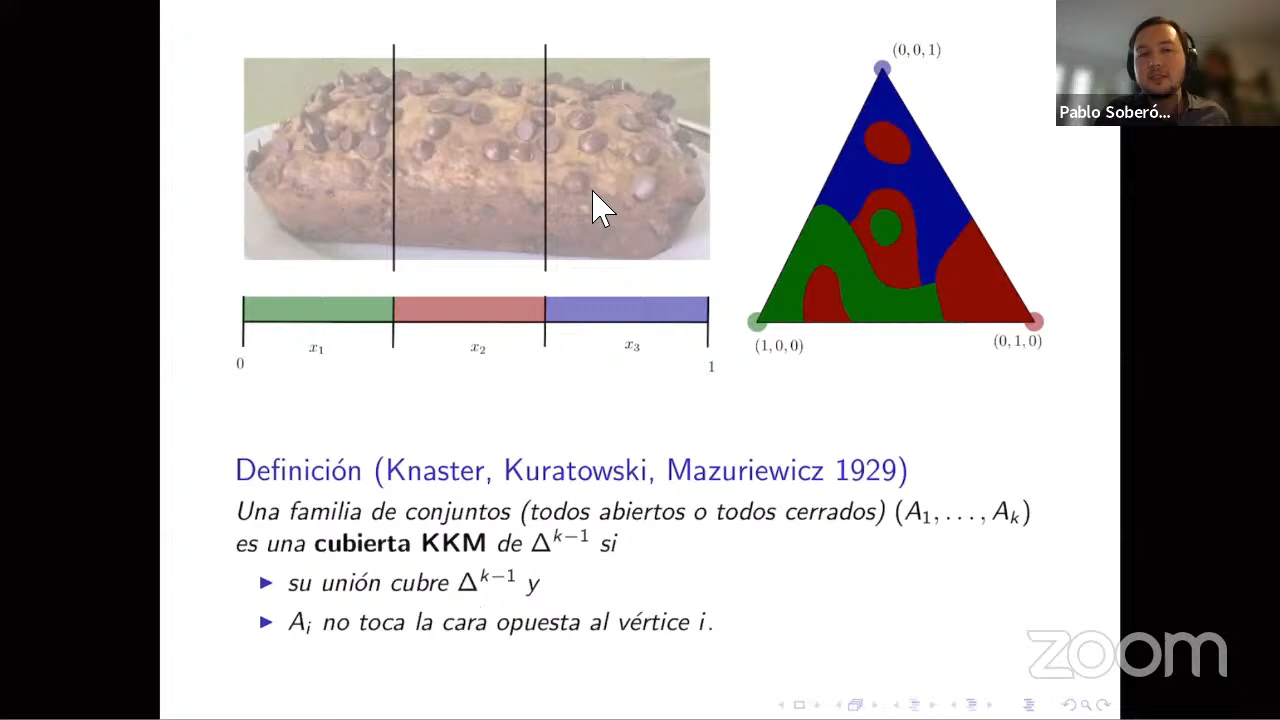 (0, 0, 1)
Pablo Soberó...
x₁
x₂
x₃
0
1
(1, 0, 0)
(0, 1, 0)
Definición (Knaster, Kuratowski, Mazuriewicz 1929)
Una familia de conjuntos (todos abiertos o todos cerrados) (A₁, . . . , Aₖ)
es una cubierta KKM de Δᵏ⁻¹ si
▶ su unión cubre Δᵏ⁻¹ y
▶ Aᵢ no toca la cara opuesta al vértice i.
zoom